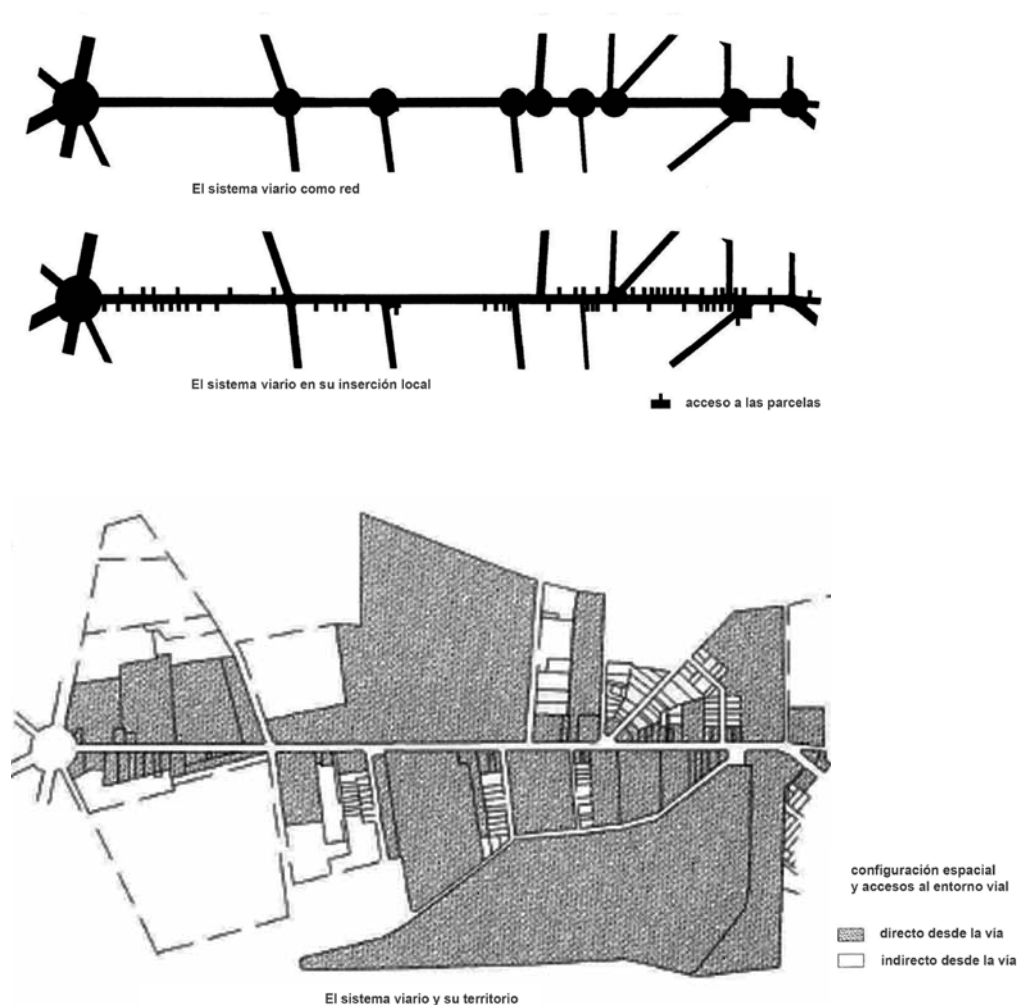 El sistema viario como red
El sistema viario en su inserción local
acceso a las parcelas
configuración espacial
y accesos al entorno vial
directo desde la vía
indirecto desde la vía
El sistema viario y su territorio